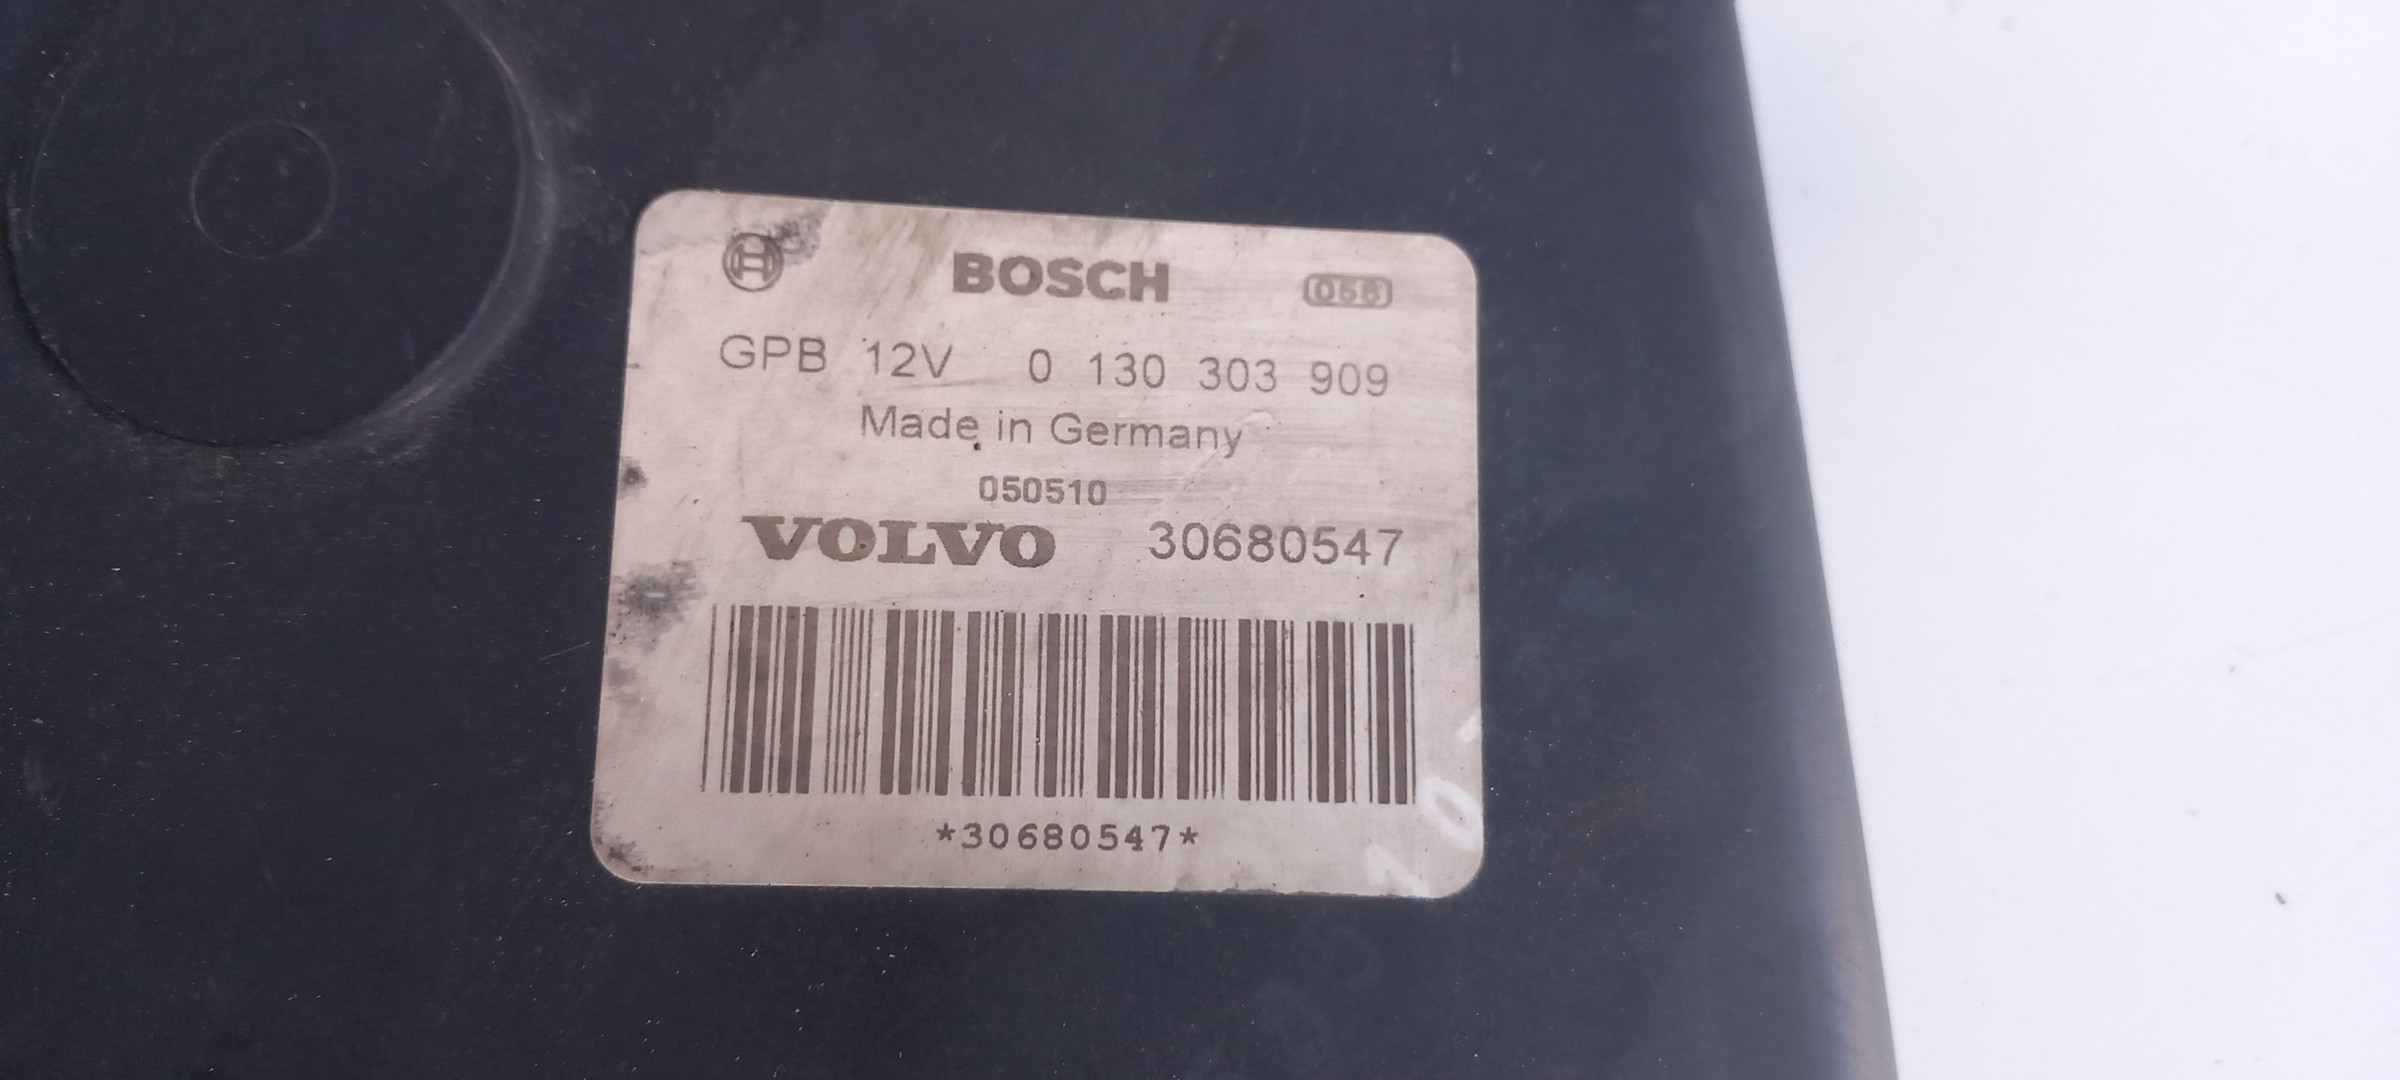 BOSCH
GPB 12V 0 130 303 909
Made in Germany
050510
VOLVO 30680547
*30680547*